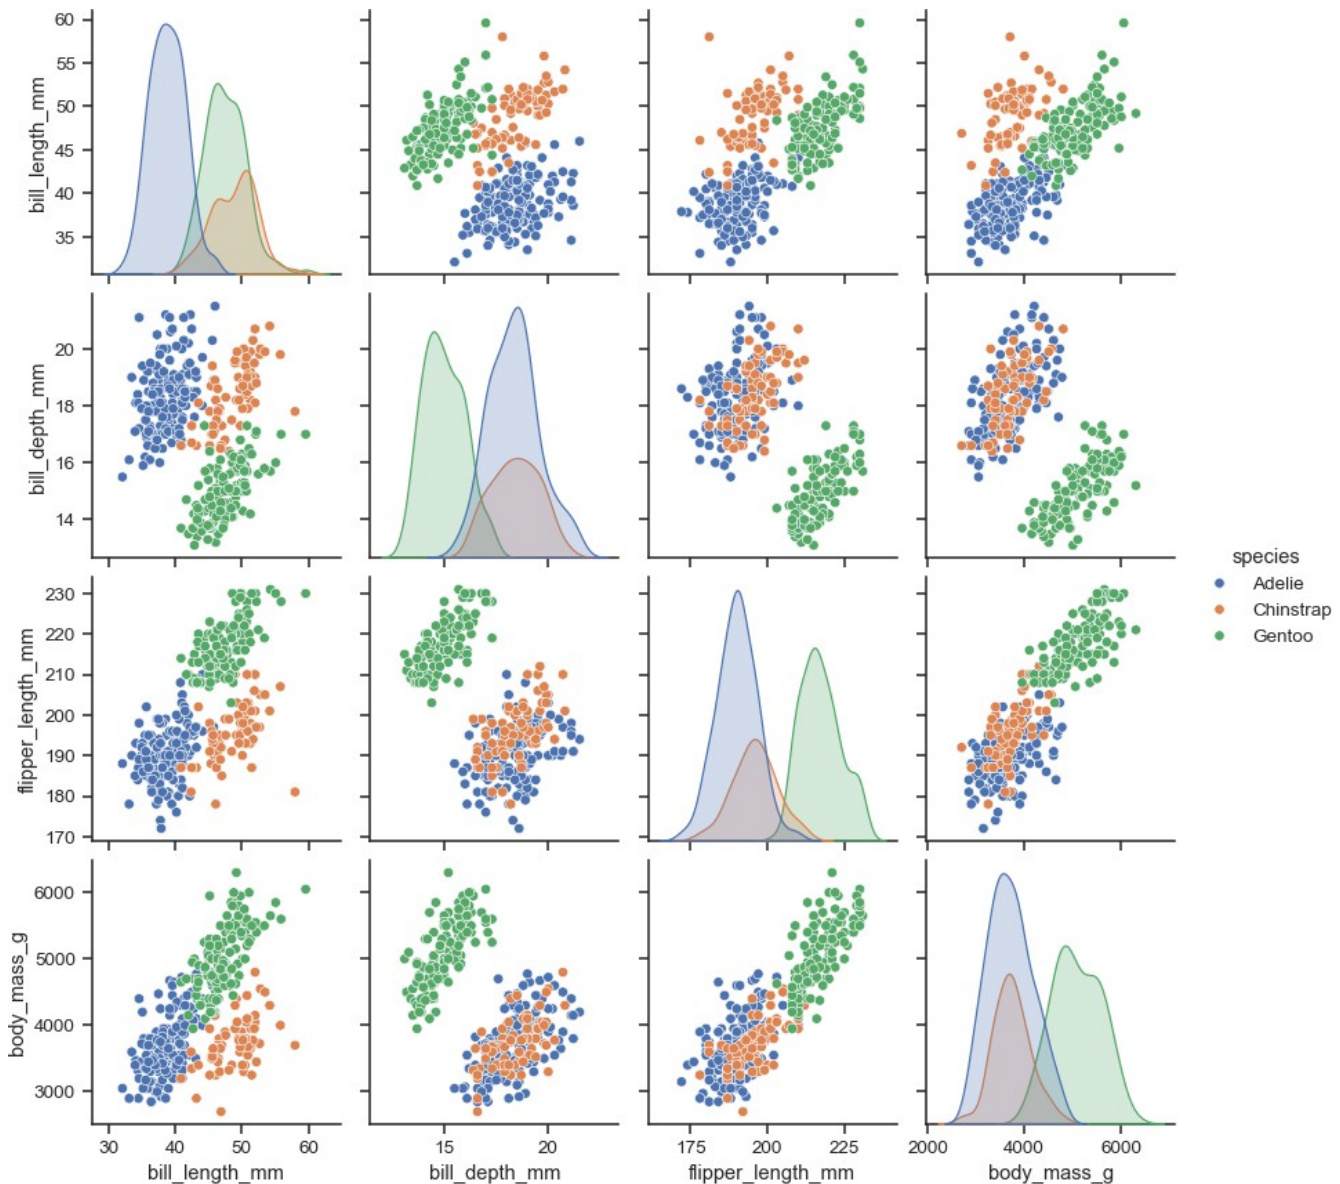 60
55
50
45
40
35
bill_length_mm
20
18
16
14
bill_depth_mm
species
Adelie
Chinstrap
Gentoo
230
220
210
200
190
180
170
flipper_length_mm
6000
5000
4000
3000
body_mass_g
30 40 50 60
bill_length_mm
15 20
bill_depth_mm
175 200 225
flipper_length_mm
2000 4000 6000
body_mass_g